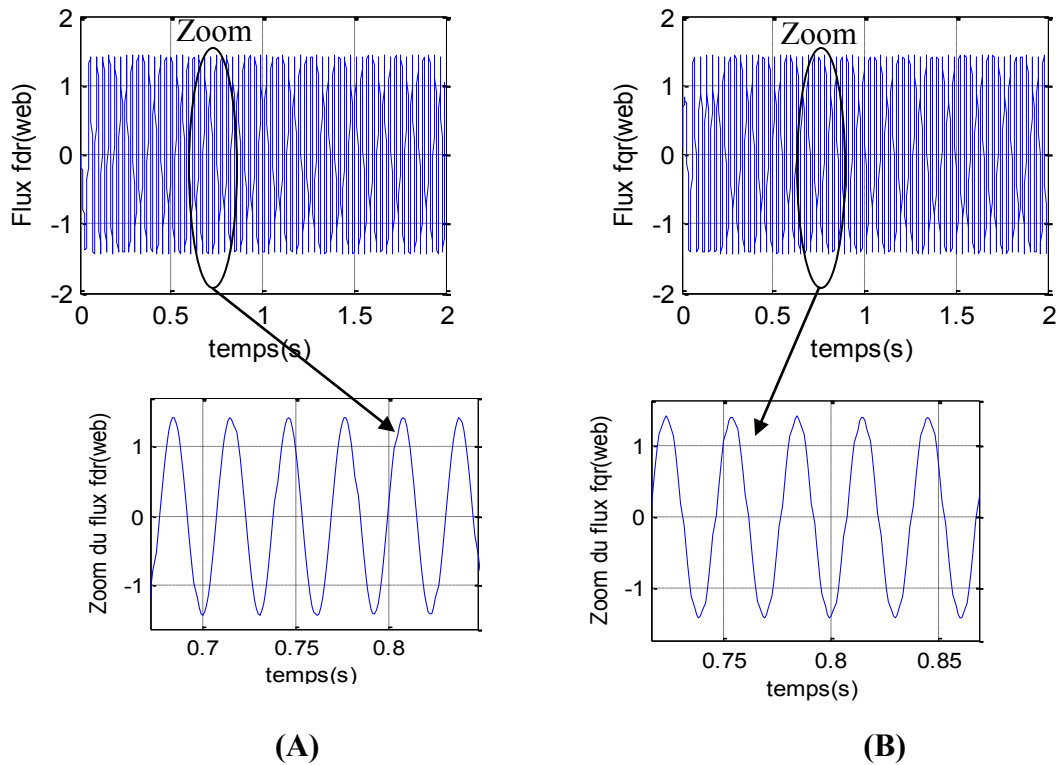 Zoom
2
1
0
-1
-2
Flux fdr(web)
0 0.5 1 1.5 2
temps(s)
Zoom
2
1
0
-1
-2
Flux fqr(web)
0 0.5 1 1.5 2
temps(s)
1
0
-1
Zoom du flux fdr(web)
0.7 0.75 0.8
temps(s)
1
0
-1
Zoom du flux fqr(web)
0.75 0.8 0.85
temps(s)
(A)
(B)